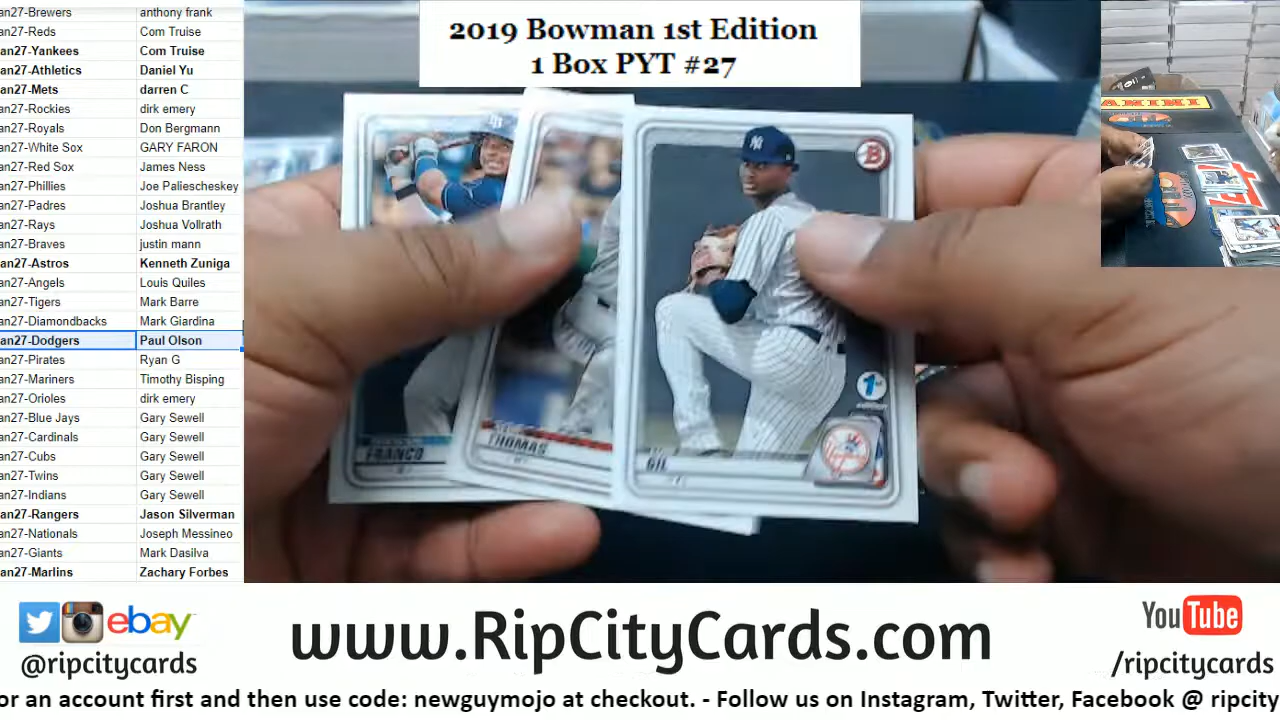 2019 Bowman 1st Edition
1 Box PYT #27
an27-Brewers anthony frank
an27-Reds Com Truise
an27-Yankees Com Truise
an27-Athletics Daniel Yu
an27-Mets darren C
an27-Rockies dirk emery
an27-Royals Don Bergmann
an27-White Sox GARY FARON
an27-Red Sox James Ness
an27-Phillies Joe Paliescheskey
an27-Padres Joshua Brantley
an27-Rays Joshua Vollrath
an27-Braves justin mann
an27-Astros Kenneth Zuniga
an27-Angels Louis Quiles
an27-Tigers Mark Barre
an27-Diamondbacks Mark Giardina
an27-Dodgers Paul Olson
an27-Pirates Ryan G
an27-Mariners Timothy Bisping
an27-Orioles dirk emery
an27-Blue Jays Gary Sewell
an27-Cardinals Gary Sewell
an27-Cubs Gary Sewell
an27-Twins Gary Sewell
an27-Indians Gary Sewell
an27-Rangers Jason Silverman
an27-Nationals Joseph Messineo
an27-Giants Mark Dasilva
an27-Marlins Zachary Forbes
FRANCO
THOMAS
GIL
B
1st
edition
PANINI
ebay
@ripcitycards
www.RipCityCards.com
YouTube
/ripcitycards
or an account first and then use code: newguymojo at checkout. - Follow us on Instagram, Twitter, Facebook @ ripcity